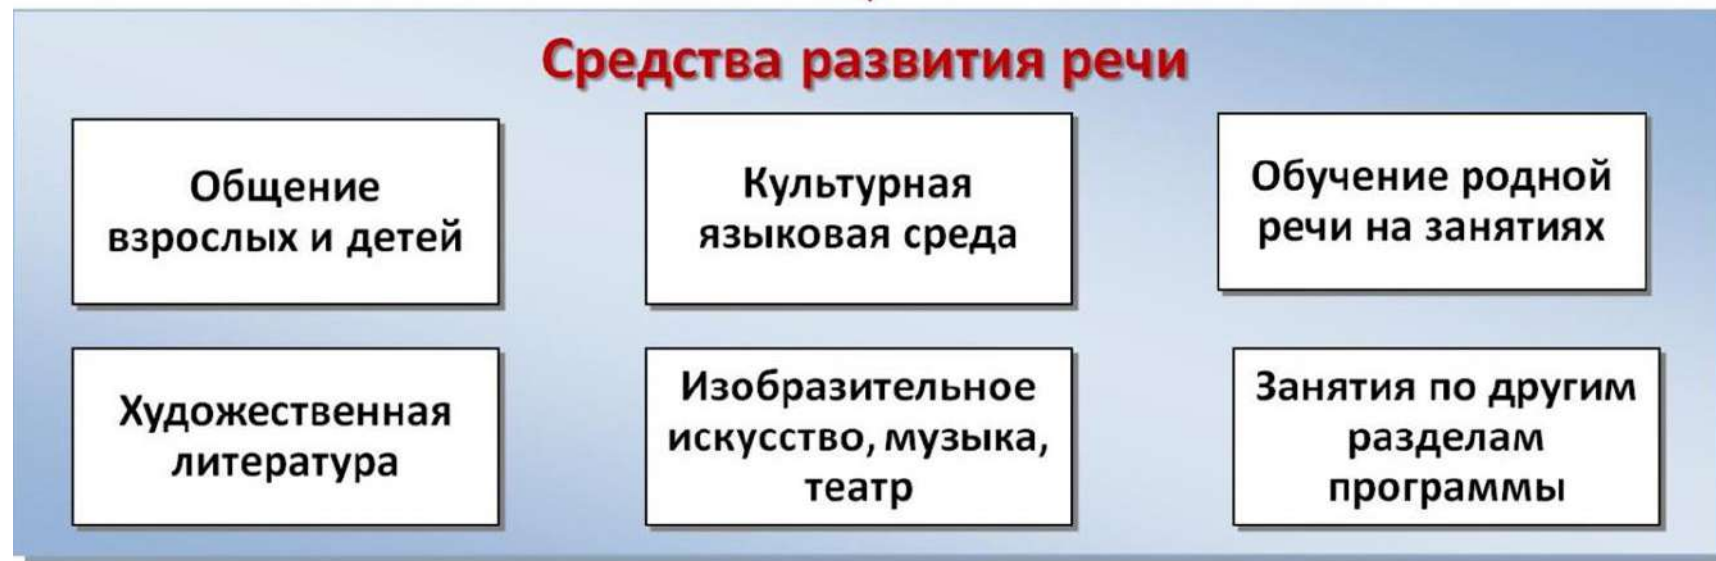 Средства развития речи
Общение
взрослых и детей
Культурная
языковая среда
Обучение родной
речи на занятиях
Художественная
литература
Изобразительное
искусство, музыка,
театр
Занятия по другим
разделам
программы